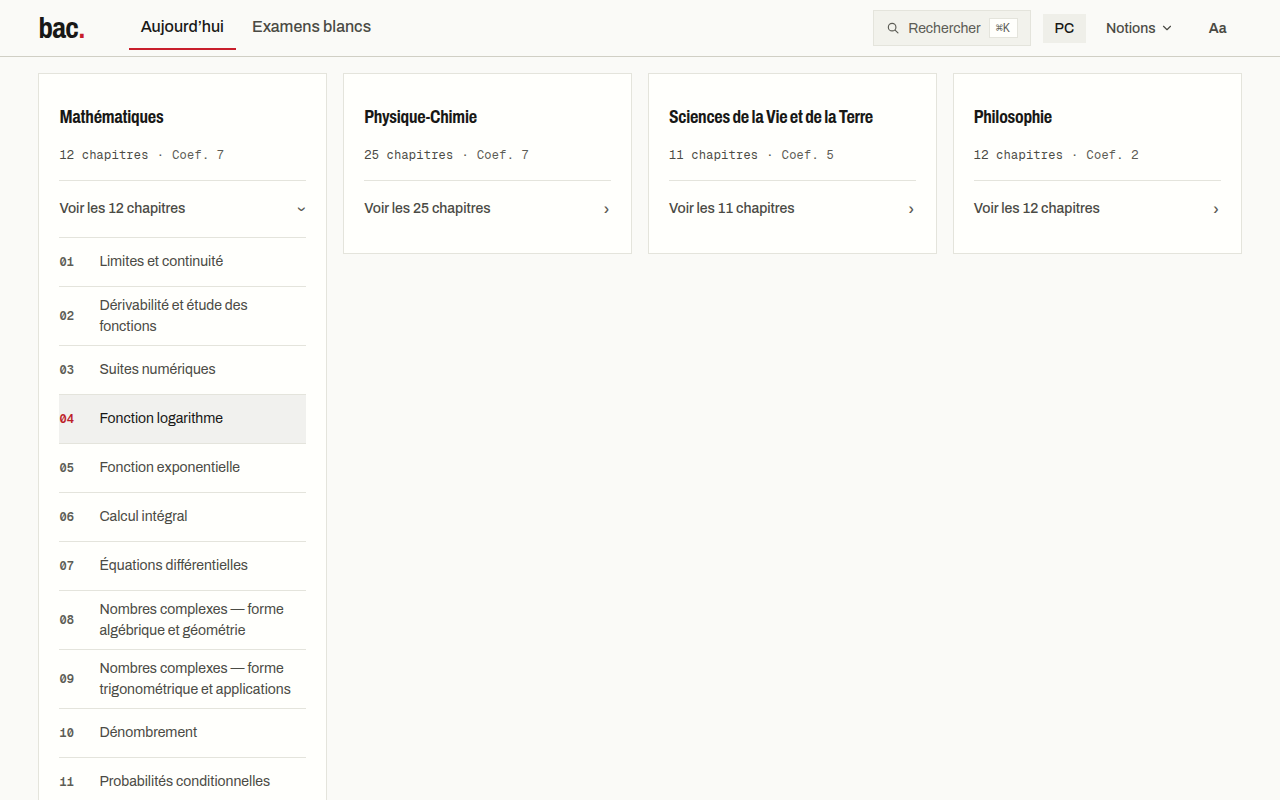 bac.
Aujourd’hui
Examens blancs
Rechercher ⌘K
PC
Notions
Aa
Mathématiques
12 chapitres · Coef. 7
Voir les 12 chapitres
01 Limites et continuité
02 Dérivabilité et étude des
fonctions
03 Suites numériques
04 Fonction logarithme
05 Fonction exponentielle
06 Calcul intégral
07 Équations différentielles
08 Nombres complexes — forme
algébrique et géométrie
09 Nombres complexes — forme
trigonométrique et applications
10 Dénombrement
11 Probabilités conditionnelles
Physique-Chimie
25 chapitres · Coef. 7
Voir les 25 chapitres ›
Sciences de la Vie et de la Terre
11 chapitres · Coef. 5
Voir les 11 chapitres ›
Philosophie
12 chapitres · Coef. 2
Voir les 12 chapitres ›